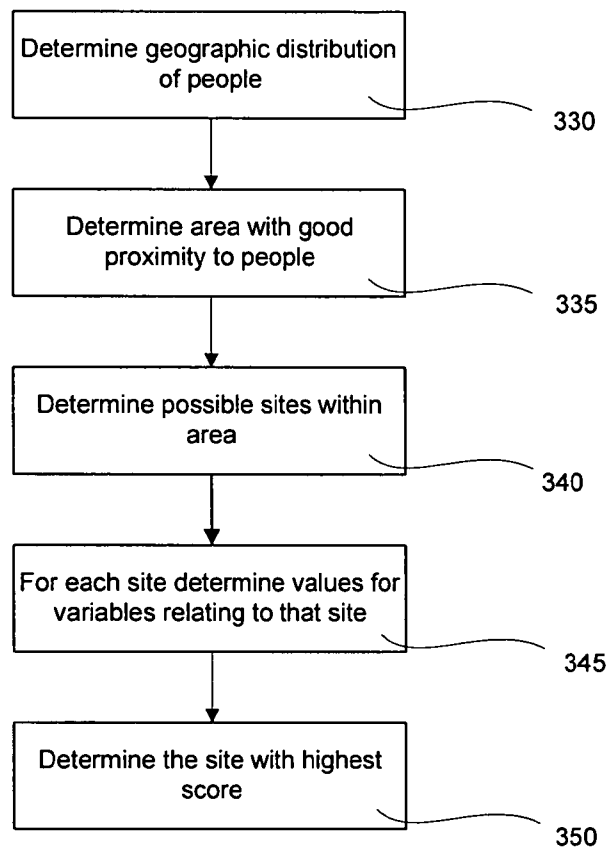 Determine geographic distribution
of people
330
Determine area with good
proximity to people
335
Determine possible sites within
area
340
For each site determine values for
variables relating to that site
345
Determine the site with highest
score
350